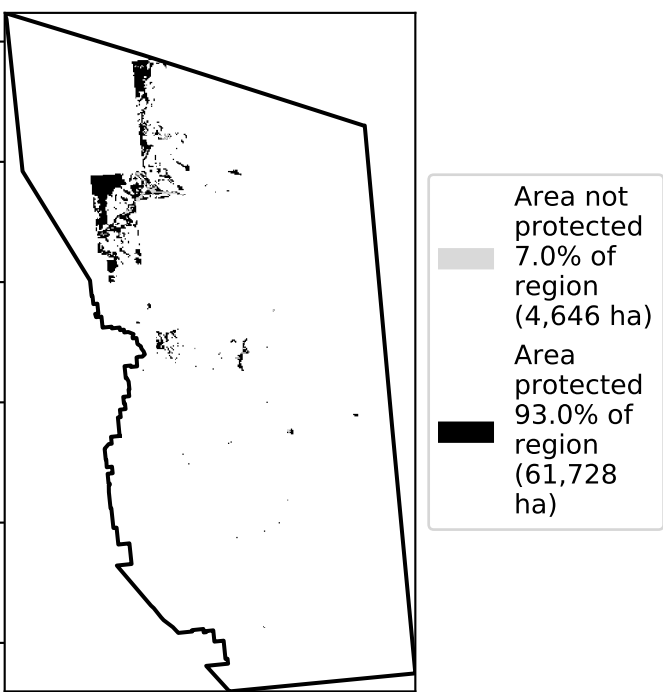 Area not
protected
7.0% of
region
(4,646 ha)
Area
protected
93.0% of
region
(61,728
ha)